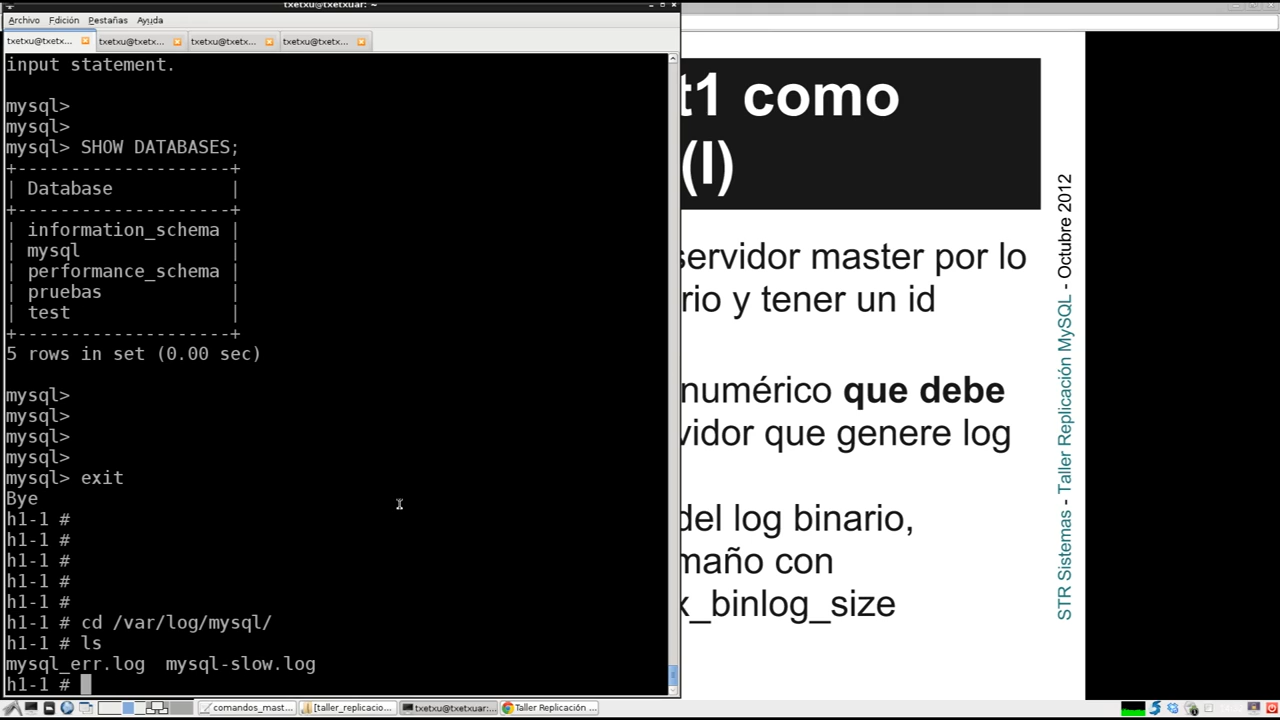 txetxu@txetxuar: ~
Archivo Edición Pestañas Ayuda
txetxu@txetx... txetxu@txetx... txetxu@txetx... txetxu@txetx...
input statement.
mysql>
mysql>
mysql> SHOW DATABASES;
+--------------------+
| Database           |
+--------------------+
| information_schema |
| mysql              |
| performance_schema |
| pruebas            |
| test               |
+--------------------+
5 rows in set (0.00 sec)
mysql>
mysql>
mysql>
mysql>
mysql> exit
Bye
h1-1 #
h1-1 #
h1-1 #
h1-1 #
h1-1 #
h1-1 # cd /var/log/mysql/
h1-1 # ls
mysql_err.log  mysql-slow.log
h1-1 #
t1 como
(I)
servidor master por lo
rio y tener un id
numérico que debe
vidor que genere log
del log binario,
maño con
x_binlog_size
STR Sistemas - Taller Replicación MySQL - Octubre 2012
comandos_mast... [taller_replicacio... txetxu@txetxuar:... Taller Replicación ...